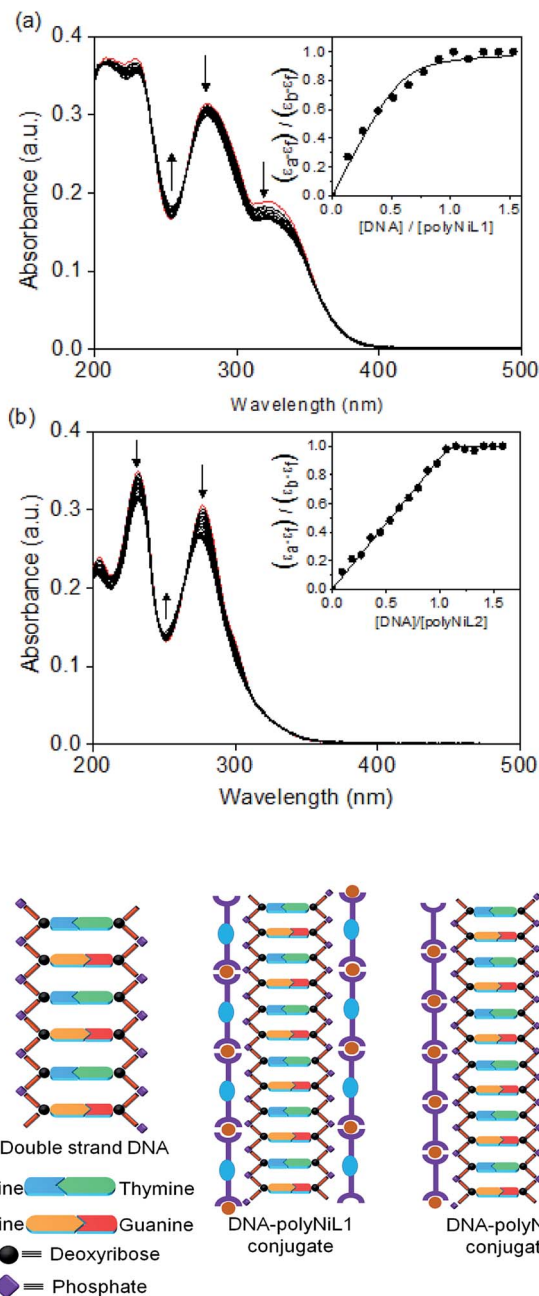 (a)
0.4
0.3
0.2
0.1
0.0
Absorbance (a.u.)
200
300
400
500
Wavelength (nm)
(εa-εf) / (εb-εf)
1.0
0.8
0.6
0.4
0.2
0.0
0.0
0.5
1.0
1.5
[DNA] / [polyNiL1]
(b)
0.4
0.3
0.2
0.1
0.0
Absorbance (a.u.)
200
300
400
500
Wavelength (nm)
(εa-εf) / (εb-εf)
1.0
0.8
0.6
0.4
0.2
0.0
0.0
0.5
1.0
1.5
[DNA]/[polyNiL2]
Double strand DNA
ine Thymine
ine Guanine
Deoxyribose
Phosphate
DNA-polyNiL1
conjugate
DNA-polyN
conjugat